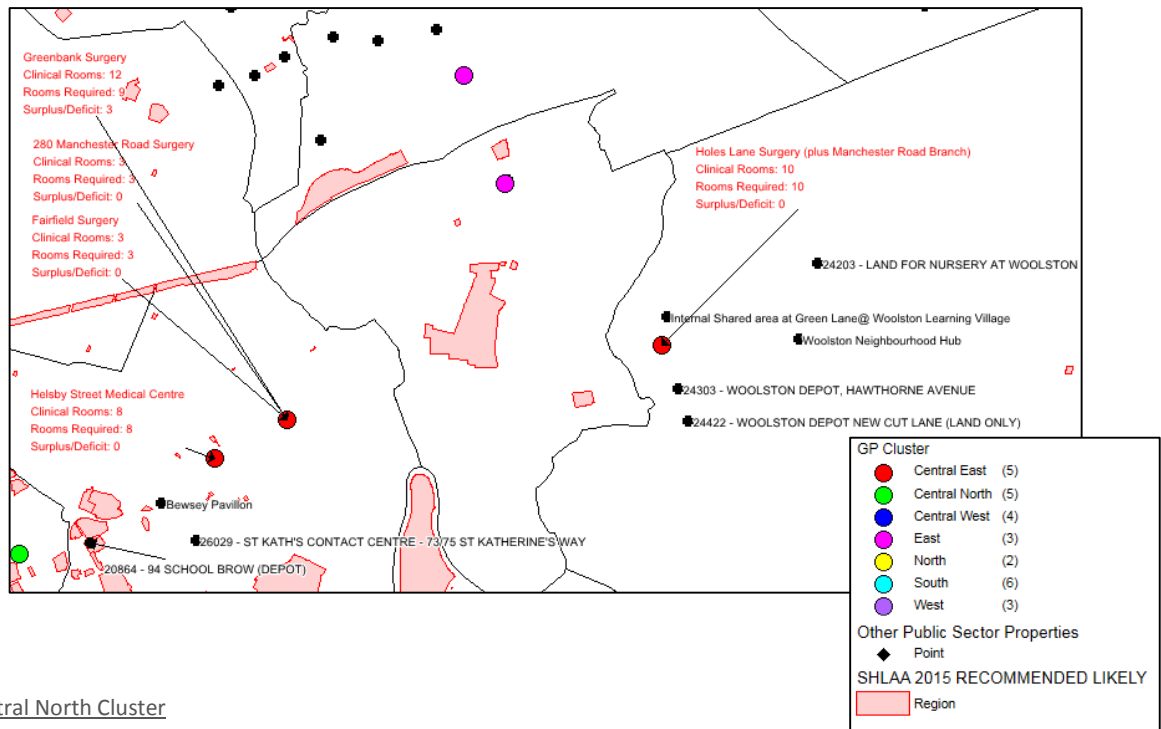 Greenbank Surgery
Clinical Rooms: 12
Rooms Required: 9
Surplus/Deficit: 3
280 Manchester Road Surgery
Clinical Rooms: 3
Rooms Required: 3
Surplus/Deficit: 0
Fairfield Surgery
Clinical Rooms: 3
Rooms Required: 3
Surplus/Deficit: 0
Holes Lane Surgery (plus Manchester Road Branch)
Clinical Rooms: 10
Rooms Required: 10
Surplus/Deficit: 0
24203 - LAND FOR NURSERY AT WOOLSTON
Internal Shared area at Green Lane@ Woolston Learning Village
Woolston Neighbourhood Hub
24303 - WOOLSTON DEPOT, HAWTHORNE AVENUE
24422 - WOOLSTON DEPOT NEW CUT LANE (LAND ONLY)
Helsby Street Medical Centre
Clinical Rooms: 8
Rooms Required: 8
Surplus/Deficit: 0
Bewsey Pavillon
26029 - ST KATH'S CONTACT CENTRE - 73/75 ST KATHERINE'S WAY
20864 - 94 SCHOOL BROW (DEPOT)
GP Cluster
Central East (5)
Central North (5)
Central West (4)
East (3)
North (2)
South (6)
West (3)
Other Public Sector Properties
Point
SHLAA 2015 RECOMMENDED LIKELY
Region
tral North Cluster